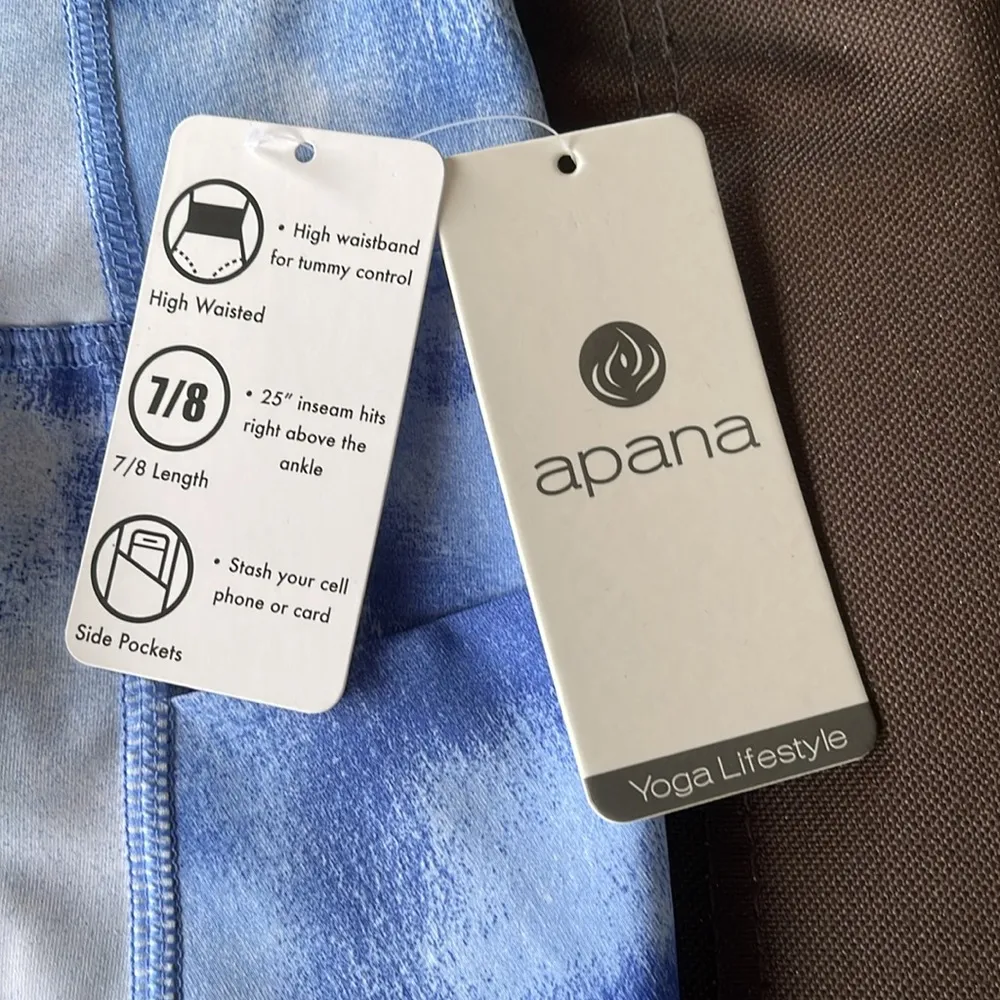 • High waistband
for tummy control
High Waisted
7/8
• 25" inseam hits
right above the
ankle
7/8 Length
• Stash your cell
phone or card
Side Pockets
apana
Yoga Lifestyle